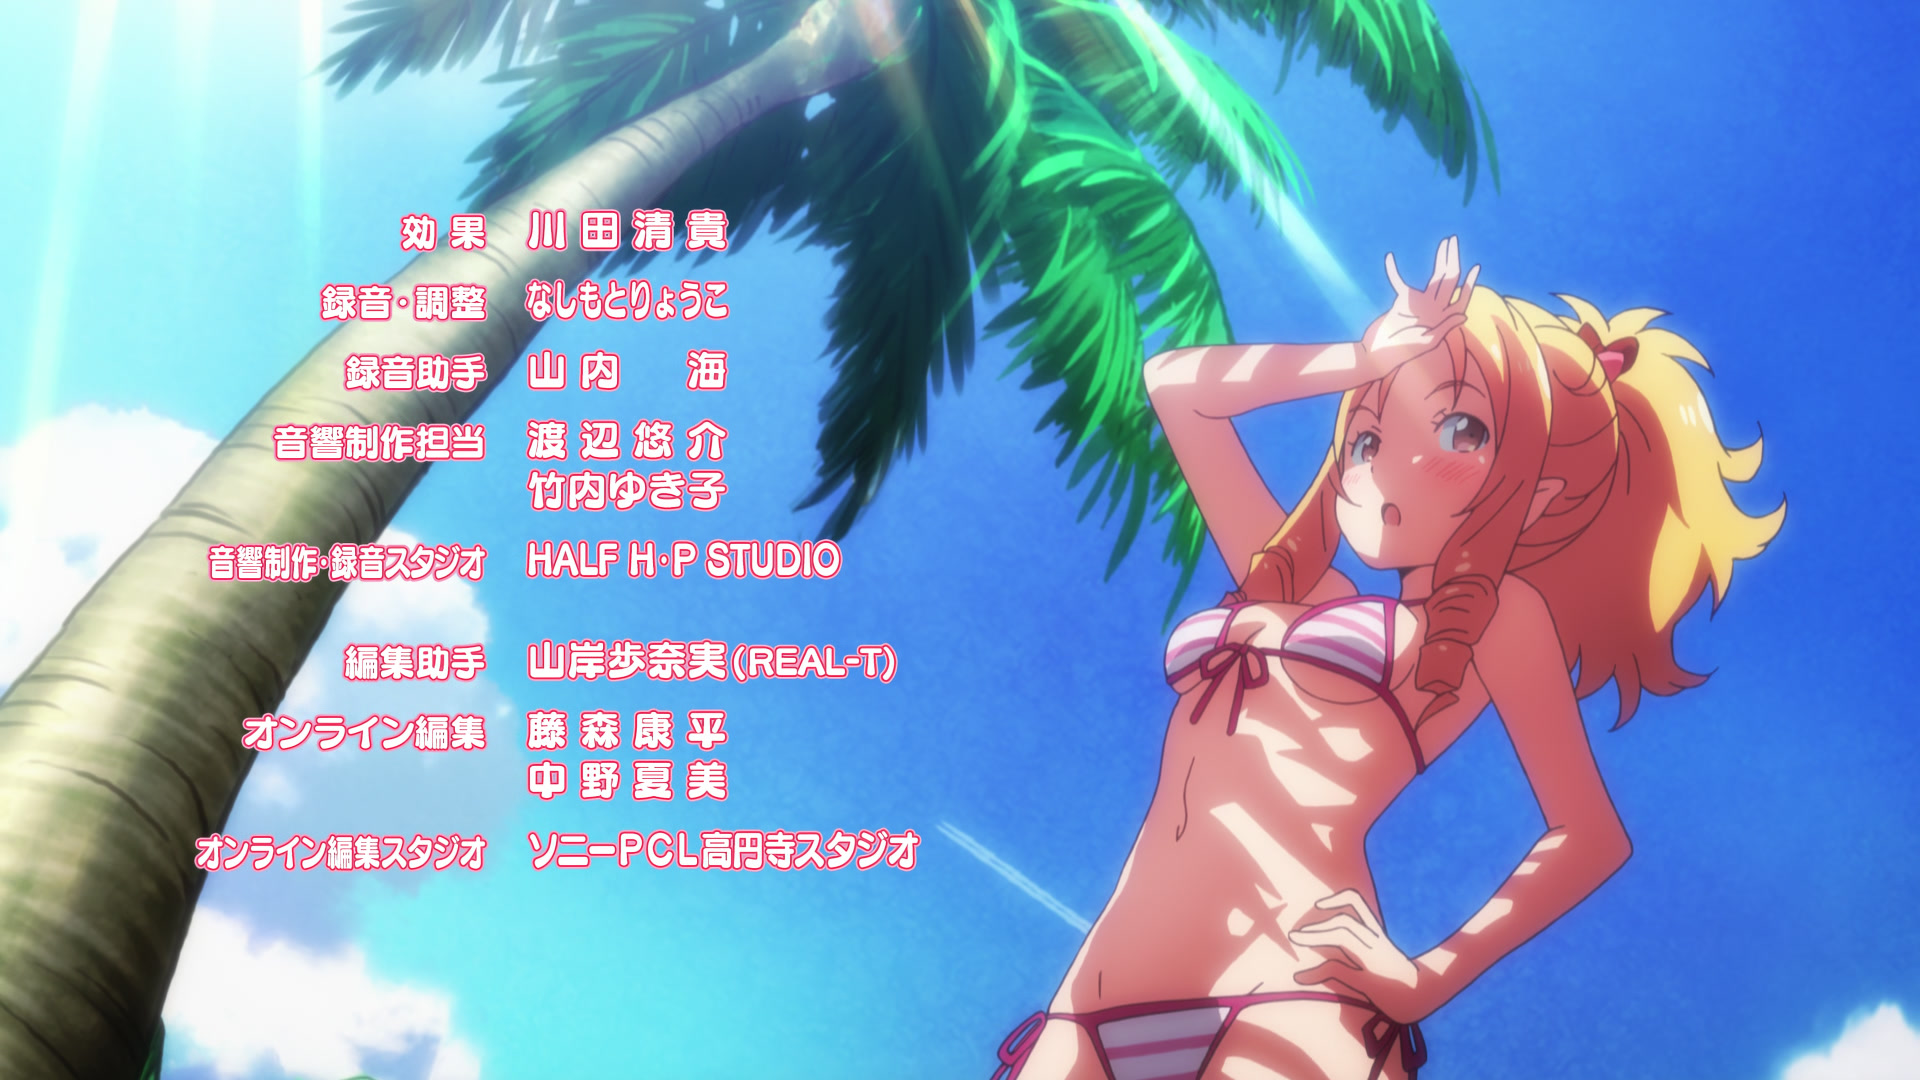 効果 川田清貴
録音・調整 なしもとりょうこ
録音助手 山内 海
音響制作担当 渡辺悠介
竹内ゆき子
音響制作・録音スタジオ HALF H・P STUDIO
編集助手 山岸歩奈実(REAL-T)
オンライン編集 藤森康平
中野夏美
オンライン編集スタジオ ソニーPCL高円寺スタジオ